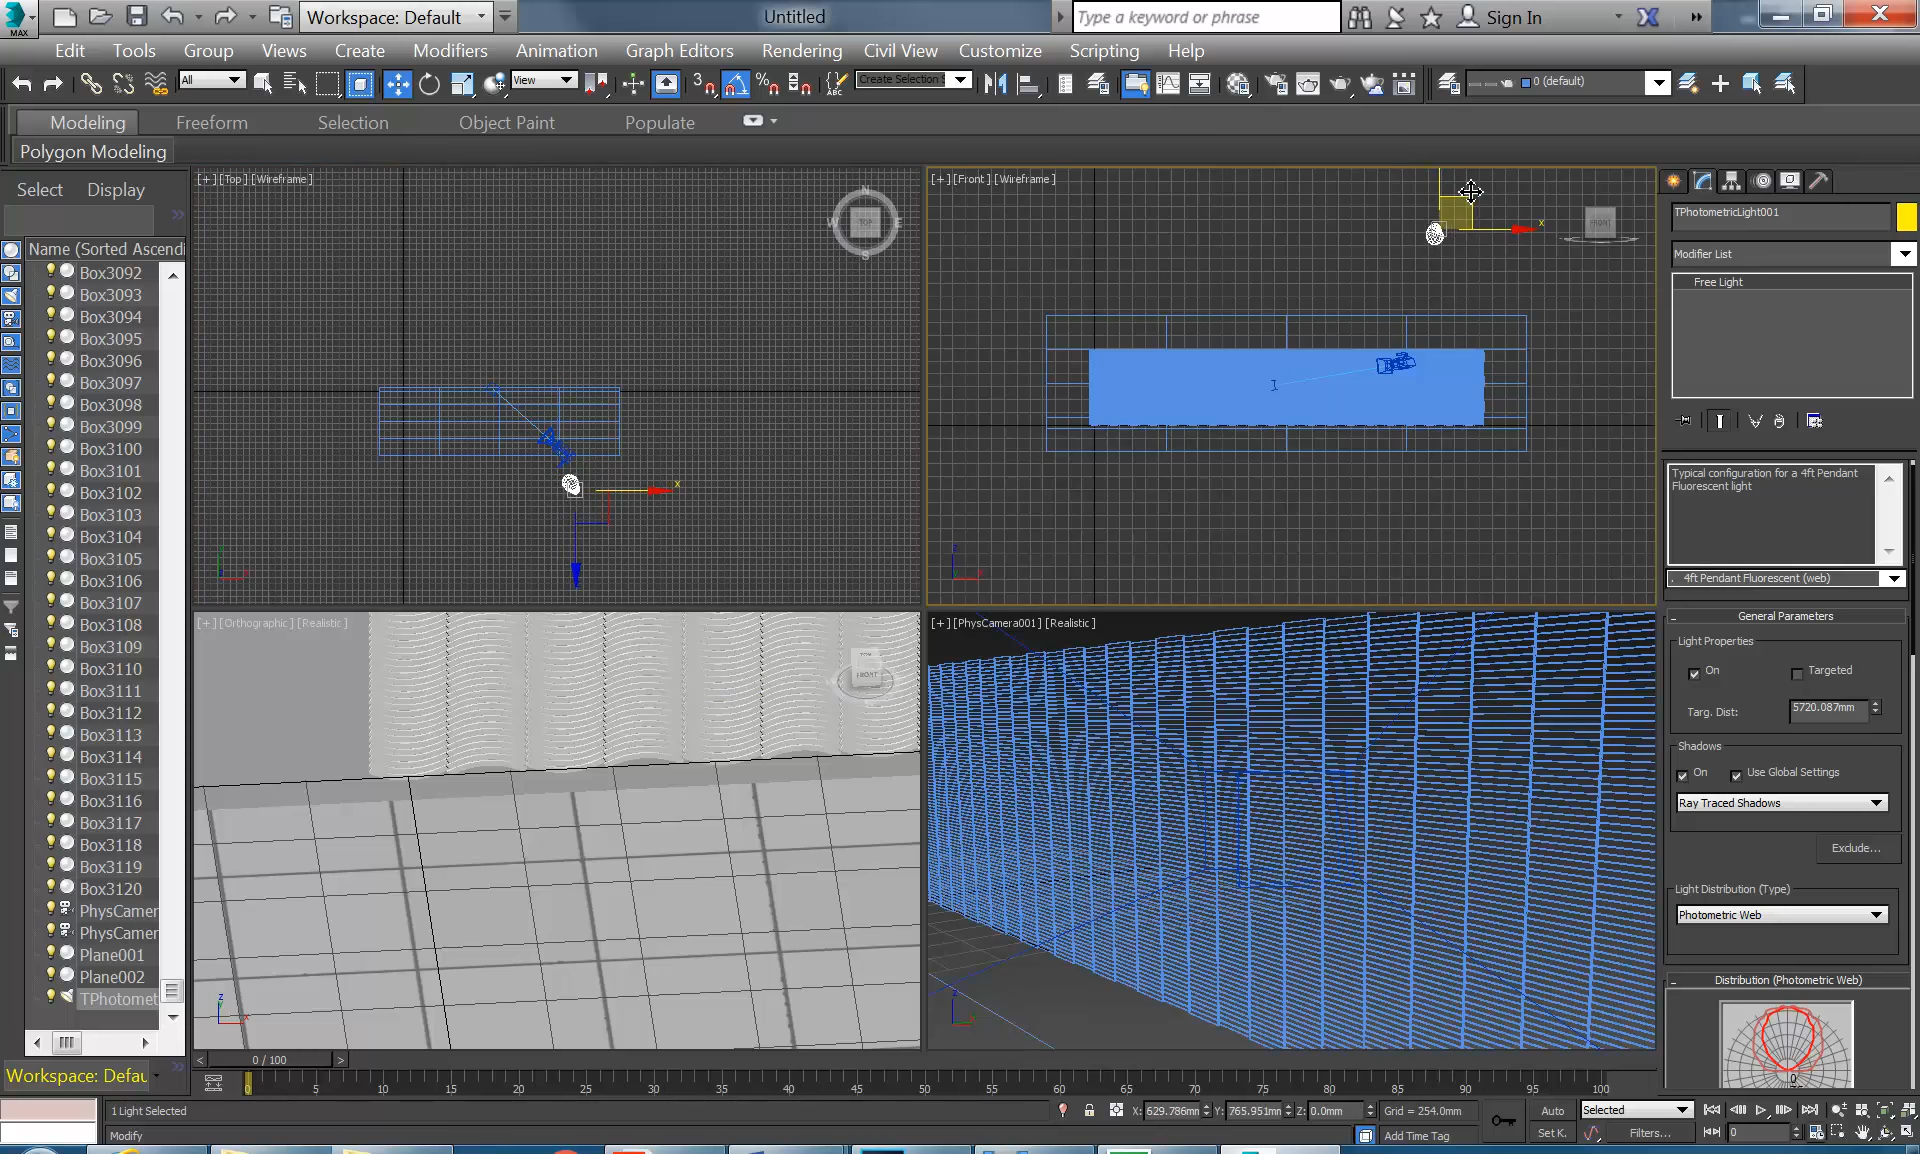 Workspace: Default
Untitled
Type a keyword or phrase
Sign In
MAX
Edit Tools Group Views Create Modifiers Animation Graph Editors Rendering Civil View Customize Scripting Help
All
View
3
ABC
Create Selection S
0 (default)
Modeling Freeform Selection Object Paint Populate
Polygon Modeling
Select Display
Name (Sorted Ascendi
Box3092
Box3093
Box3094
Box3095
Box3096
Box3097
Box3098
Box3099
Box3100
Box3101
Box3102
Box3103
Box3104
Box3105
Box3106
Box3107
Box3108
Box3109
Box3110
Box3111
Box3112
Box3113
Box3114
Box3115
Box3116
Box3117
Box3118
Box3119
Box3120
PhysCamer
PhysCamer
Plane001
Plane002
TPhotomet
Workspace: Defau
[+] [Top] [Wireframe]
N
W TOP E
S
x
[+] [Front] [Wireframe]
x
FRONT
[+] [Orthographic] [Realistic]
TOP
FRONT
z
[+] [PhysCamera001] [Realistic]
TPhotometricLight001
Modifier List
Free Light
Typical configuration for a 4ft Pendant
Fluorescent light
4ft Pendant Fluorescent (web)
General Parameters
Light Properties
On Targeted
Targ. Dist: 5720.087mm
Shadows
On Use Global Settings
Ray Traced Shadows
Exclude...
Light Distribution (Type)
Photometric Web
Distribution (Photometric Web)
0
0 / 100
0 5 10 15 20 25 30 35 40 45 50 55 60 65 70 75 80 85 90 95 100
1 Light Selected
X: 629.786mm Y: 765.951mm Z: 0.0mm Grid = 254.0mm
Auto Selected
Modify
Add Time Tag
Set K. Filters...
0